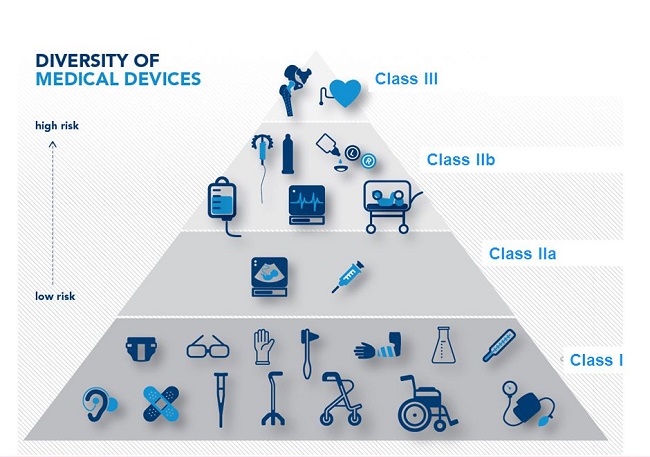 DIVERSITY OF
MEDICAL DEVICES
Class III
high risk
Class IIb
L R
Class IIa
low risk
Class I